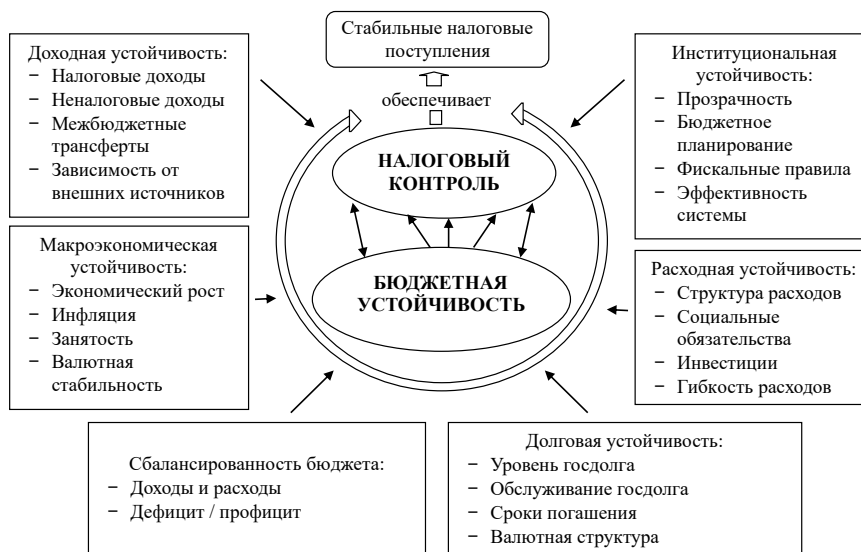 Стабильные налоговые
поступления
обеспечивает
НАЛОГОВЫЙ
КОНТРОЛЬ
БЮДЖЕТНАЯ
УСТОЙЧИВОСТЬ
Доходная устойчивость:
− Налоговые доходы
− Неналоговые доходы
− Межбюджетные
трансферты
− Зависимость от
внешних источников
Макроэкономическая
устойчивость:
− Экономический рост
− Инфляция
− Занятость
− Валютная
стабильность
Институциональная
устойчивость:
− Прозрачность
− Бюджетное
планирование
− Фискальные правила
− Эффективность
системы
Расходная устойчивость:
− Структура расходов
− Социальные
обязательства
− Инвестиции
− Гибкость расходов
Сбалансированность бюджета:
− Доходы и расходы
− Дефицит / профицит
Долговая устойчивость:
− Уровень госдолга
− Обслуживание госдолга
− Сроки погашения
− Валютная структура